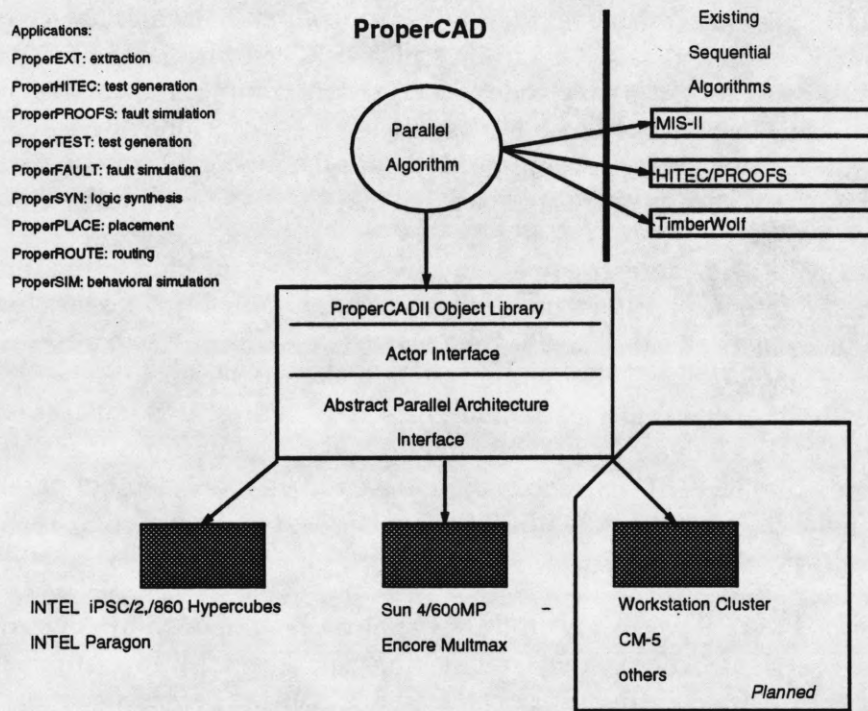 Applications:
ProperEXT: extraction
ProperHITEC: test generation
ProperPROOFS: fault simulation
ProperTEST: test generation
ProperFAULT: fault simulation
ProperSYN: logic synthesis
ProperPLACE: placement
ProperROUTE: routing
ProperSIM: behavioral simulation
ProperCAD
Parallel
Algorithm
Existing
Sequential
Algorithms
MIS-II
HITEC/PROOFS
TimberWolf
ProperCADII Object Library
Actor Interface
Abstract Parallel Architecture
Interface
INTEL iPSC/2,/860 Hypercubes
INTEL Paragon
Sun 4/600MP –
Encore Multmax
Workstation Cluster
CM-5
others
Planned